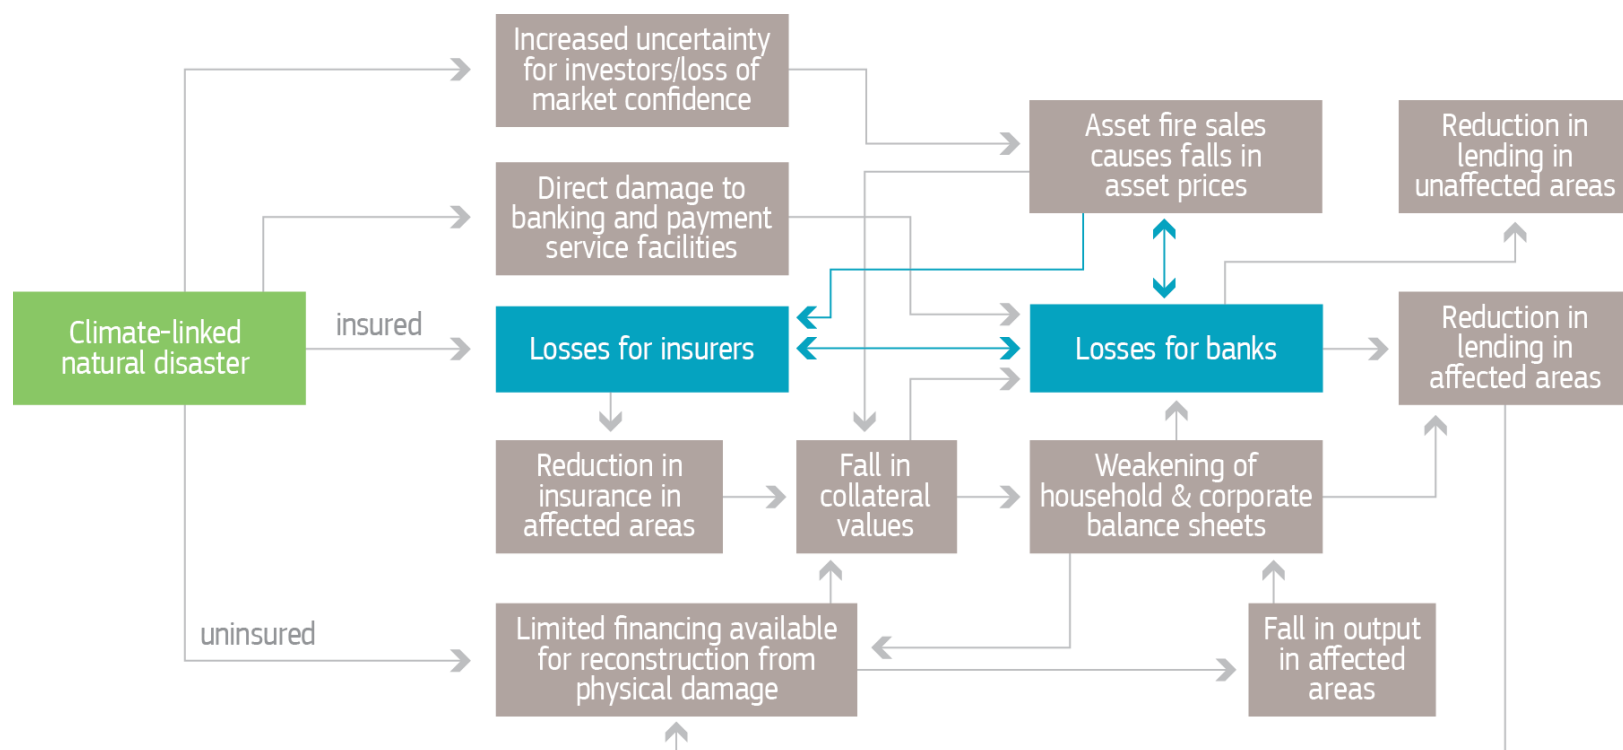 Increased uncertainty
for investors/loss of
market confidence
Asset fire sales
causes falls in
asset prices
Reduction in
lending in
unaffected areas
Direct damage to
banking and payment
service facilities
Climate-linked
natural disaster
insured
Losses for insurers
Losses for banks
Reduction in
lending in
affected areas
Reduction in
insurance in
affected areas
Fall in
collateral
values
Weakening of
household & corporate
balance sheets
uninsured
Limited financing available
for reconstruction from
physical damage
Fall in output
in affected
areas